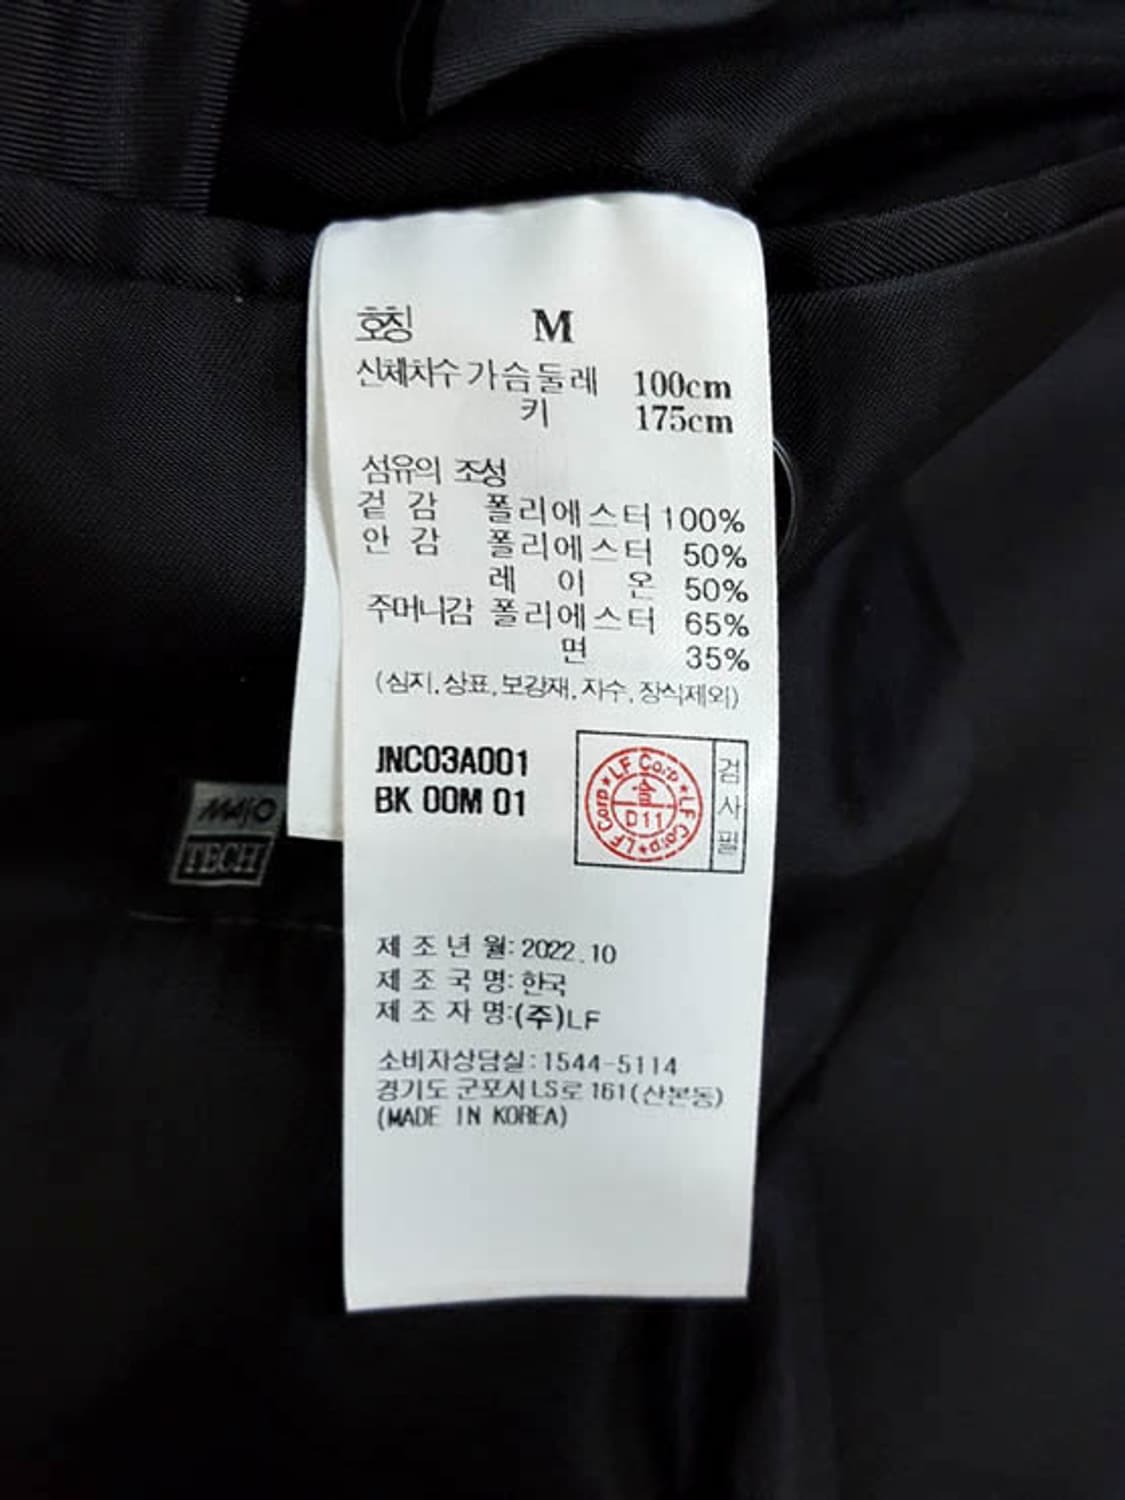 호칭 M
신체치수 가슴둘레 100cm
키 175cm
섬유의 조성
겉감 폴리에스터 100%
안감 폴리에스터 50%
레이온 50%
주머니감 폴리에스터 65%
면 35%
(심지,상표,보강재,자수,장식제외)
JNC03A001
BK 00M 01
LF Corp★LF Corp★LF Corp★
D11
검사필
TECH
제조년월: 2022.10
제조국명: 한국
제조자명:(주)LF
소비자상담실:1544-5114
경기도 군포시 LS로 161(산본동)
(MADE IN KOREA)